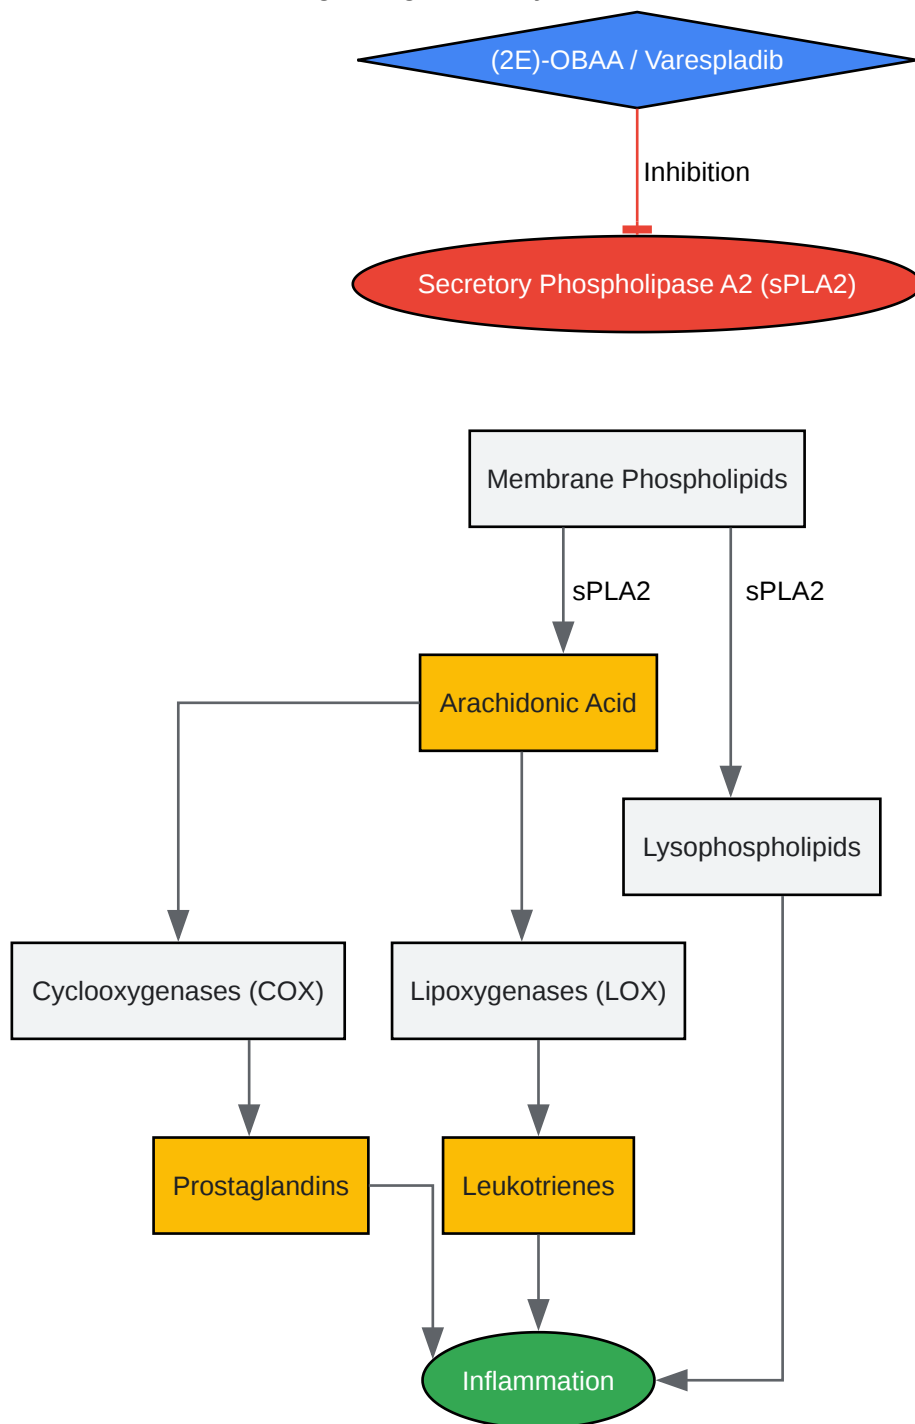 (2E)-OBAA / Varespladib
Inhibition
Secretory Phospholipase A2 (sPLA2)
Membrane Phospholipids
sPLA2
sPLA2
Arachidonic Acid
Lysophospholipids
Cyclooxygenases (COX)
Lipoxygenases (LOX)
Prostaglandins
Leukotrienes
Inflammation